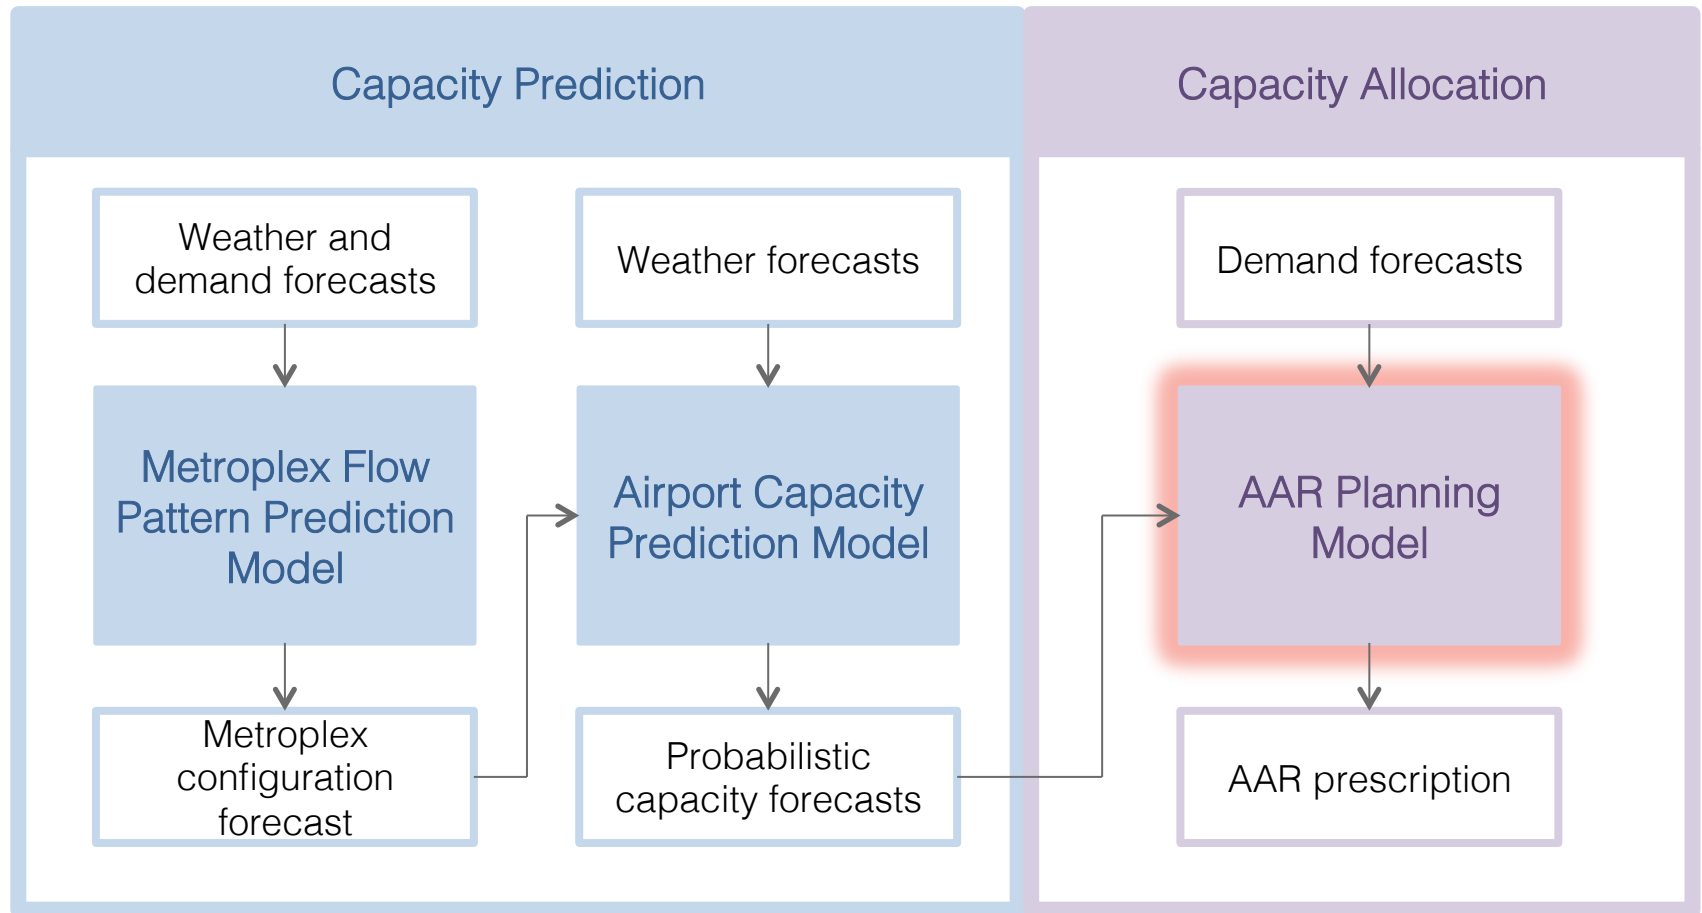 Capacity Prediction
Capacity Allocation
Weather and
demand forecasts
Weather forecasts
Demand forecasts
Metroplex Flow
Pattern Prediction
Model
Airport Capacity
Prediction Model
AAR Planning
Model
Metroplex
configuration
forecast
Probabilistic
capacity forecasts
AAR prescription